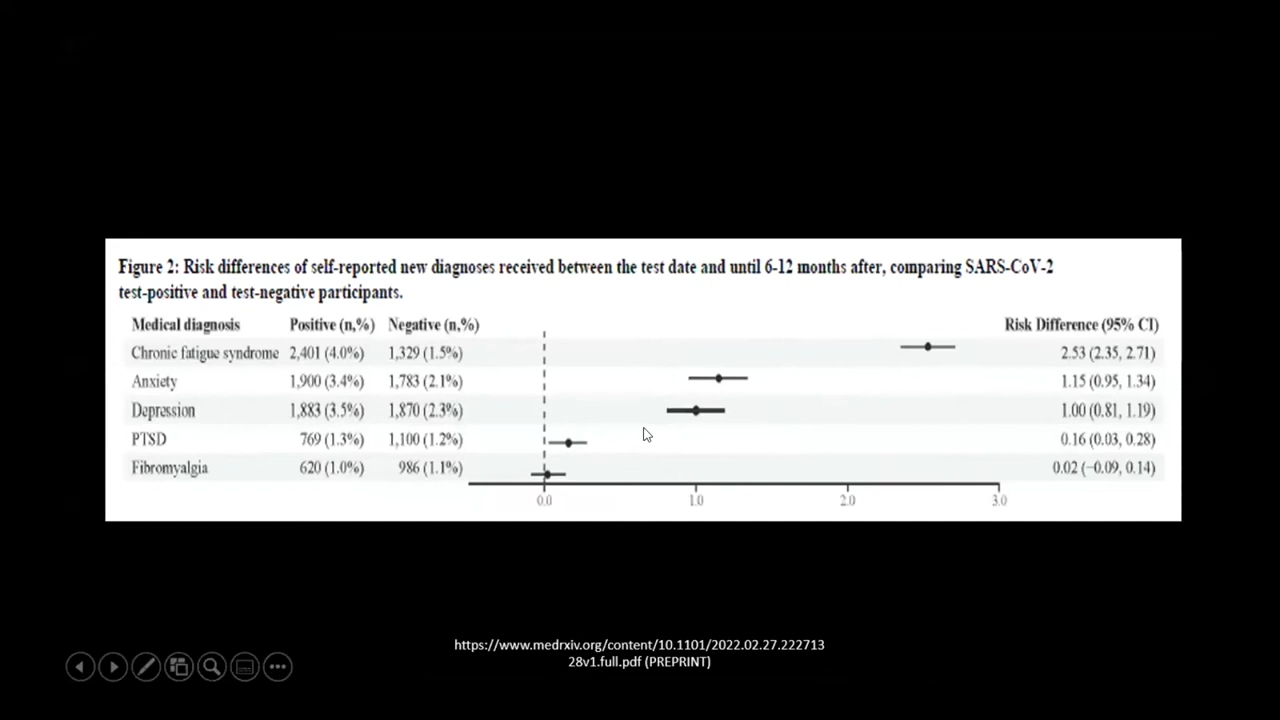 Figure 2: Risk differences of self-reported new diagnoses received between the test date and until 6-12 months after, comparing SARS-CoV-2
test-positive and test-negative participants.
Medical diagnosis Positive (n,%) Negative (n,%) Risk Difference (95% CI)
Chronic fatigue syndrome 2,401 (4.0%) 1,329 (1.5%) 2.53 (2.35, 2.71)
Anxiety 1,900 (3.4%) 1,783 (2.1%) 1.15 (0.95, 1.34)
Depression 1,883 (3.5%) 1,870 (2.3%) 1.00 (0.81, 1.19)
PTSD 769 (1.3%) 1,100 (1.2%) 0.16 (0.03, 0.28)
Fibromyalgia 620 (1.0%) 986 (1.1%) 0.02 (−0.09, 0.14)
0.0 1.0 2.0 3.0
https://www.medrxiv.org/content/10.1101/2022.02.27.222713
28v1.full.pdf (PREPRINT)